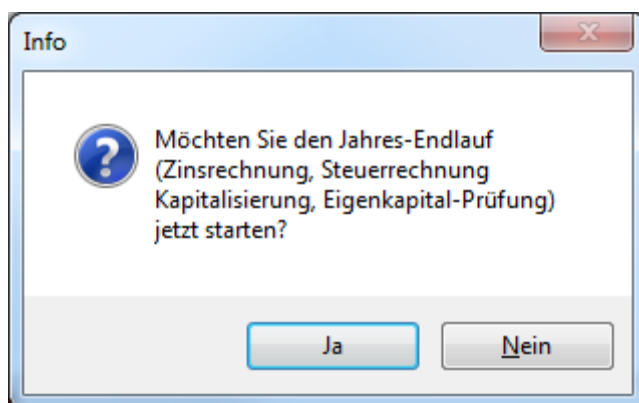 Info
Möchten Sie den Jahres-Endlauf
(Zinsrechnung, Steuerrechnung
Kapitalisierung, Eigenkapital-Prüfung)
jetzt starten?
Ja
Nein